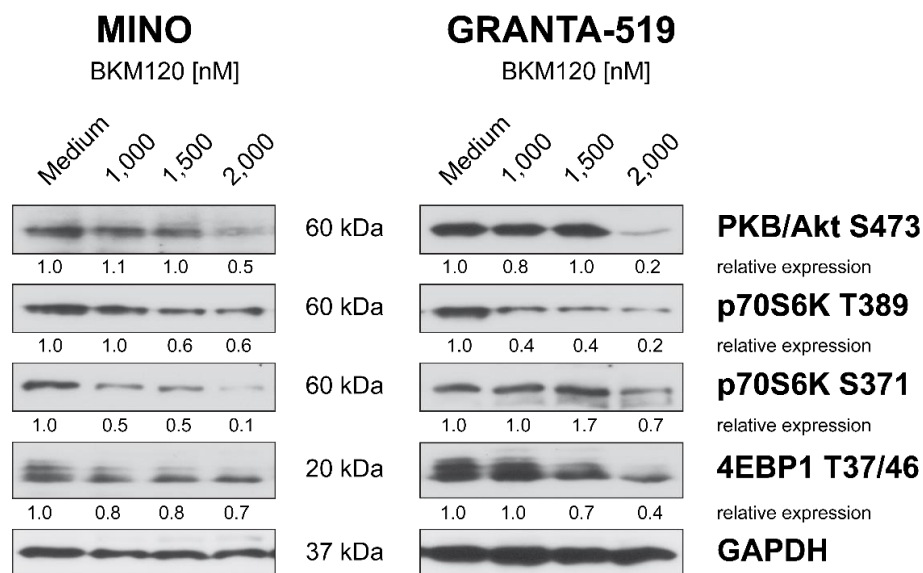 MINO GRANTA-519
BKM120 [nM] BKM120 [nM]
Medium 1,000 1,500 2,000 Medium 1,000 1,500 2,000
60 kDa PKB/Akt S473
1.0 1.1 1.0 0.5 1.0 0.8 1.0 0.2 relative expression
60 kDa p70S6K T389
1.0 1.0 0.6 0.6 1.0 0.4 0.4 0.2 relative expression
60 kDa p70S6K S371
1.0 0.5 0.5 0.1 1.0 1.0 1.7 0.7 relative expression
20 kDa 4EBP1 T37/46
1.0 0.8 0.8 0.7 1.0 1.0 0.7 0.4 relative expression
37 kDa GAPDH